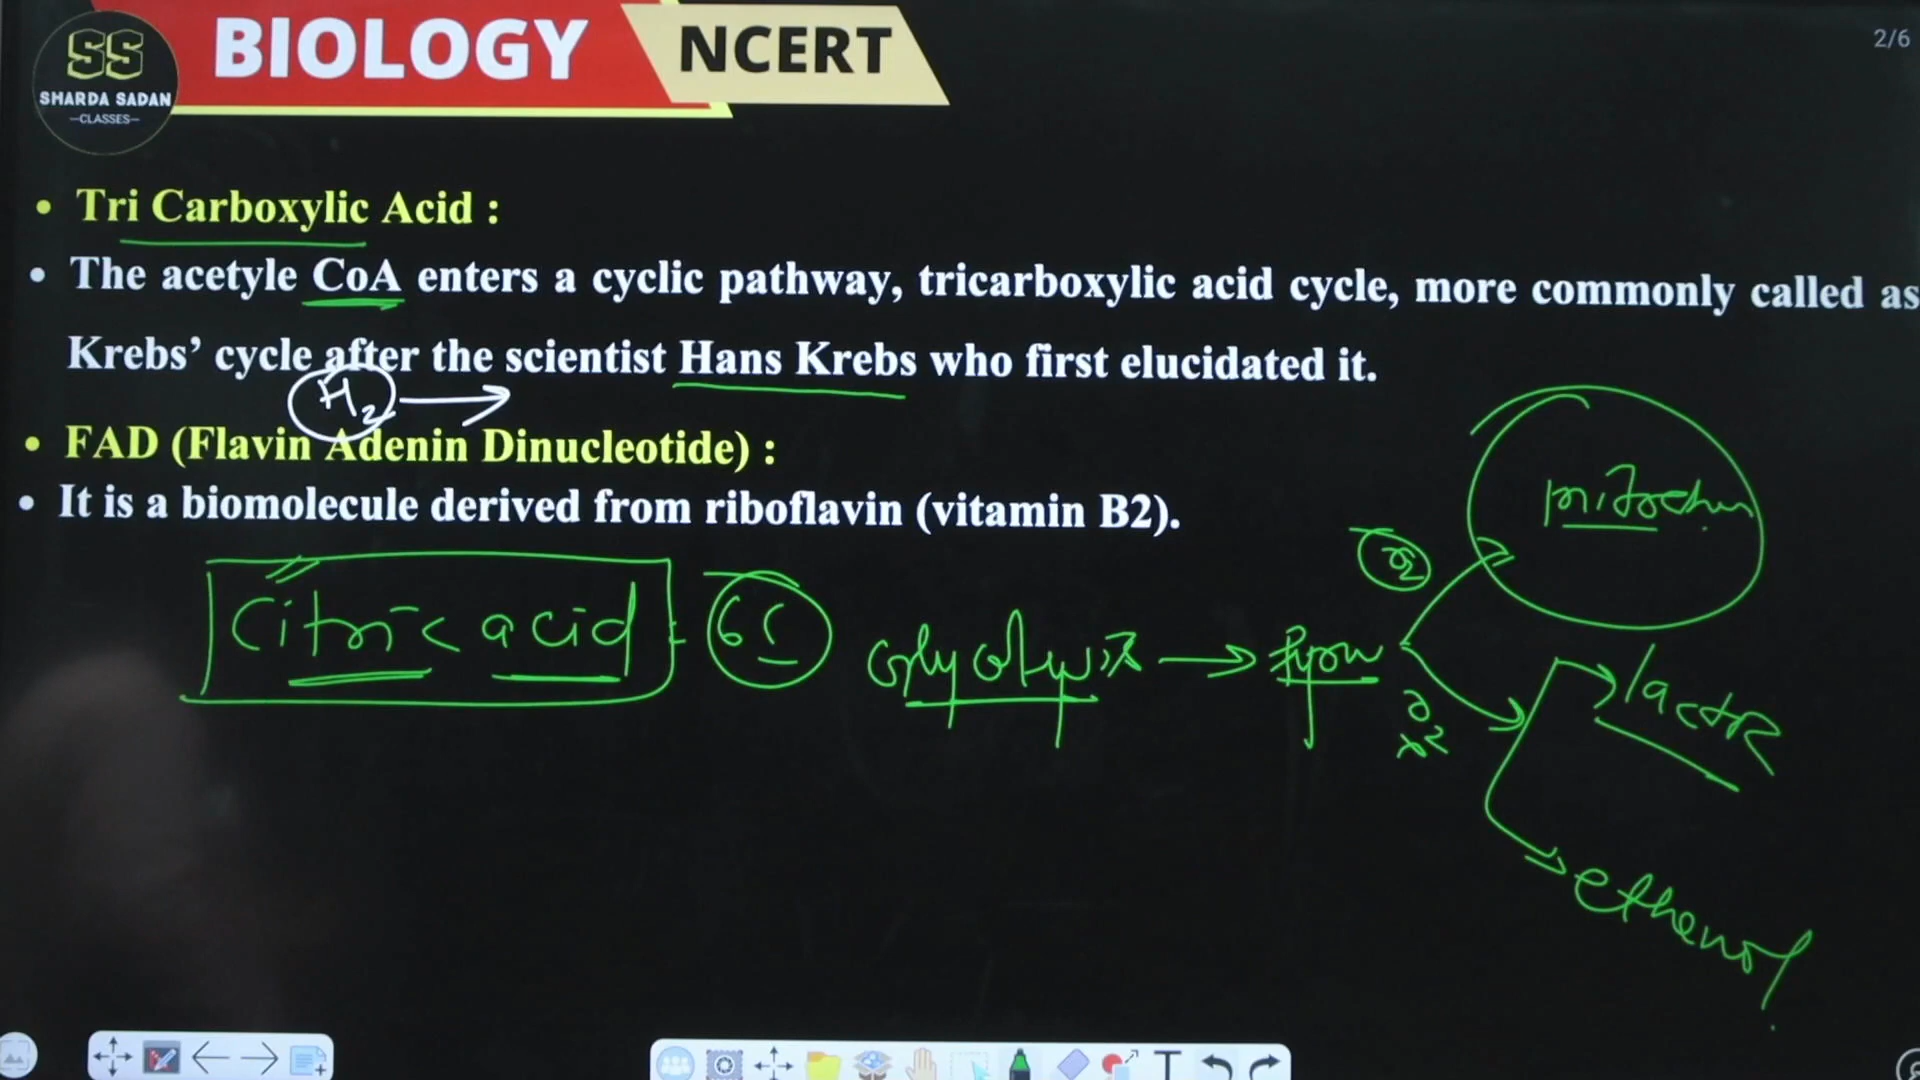 SS
SHARDA SADAN
—CLASSES—
BIOLOGY NCERT
2/6
• Tri Carboxylic Acid :
• The acetyle CoA enters a cyclic pathway, tricarboxylic acid cycle, more commonly called as
Krebs’ cycle after the scientist Hans Krebs who first elucidated it.
H2
• FAD (Flavin Adenin Dinucleotide) :
• It is a biomolecule derived from riboflavin (vitamin B2).
Citric acid
6C
O2
O2
ethanol
T